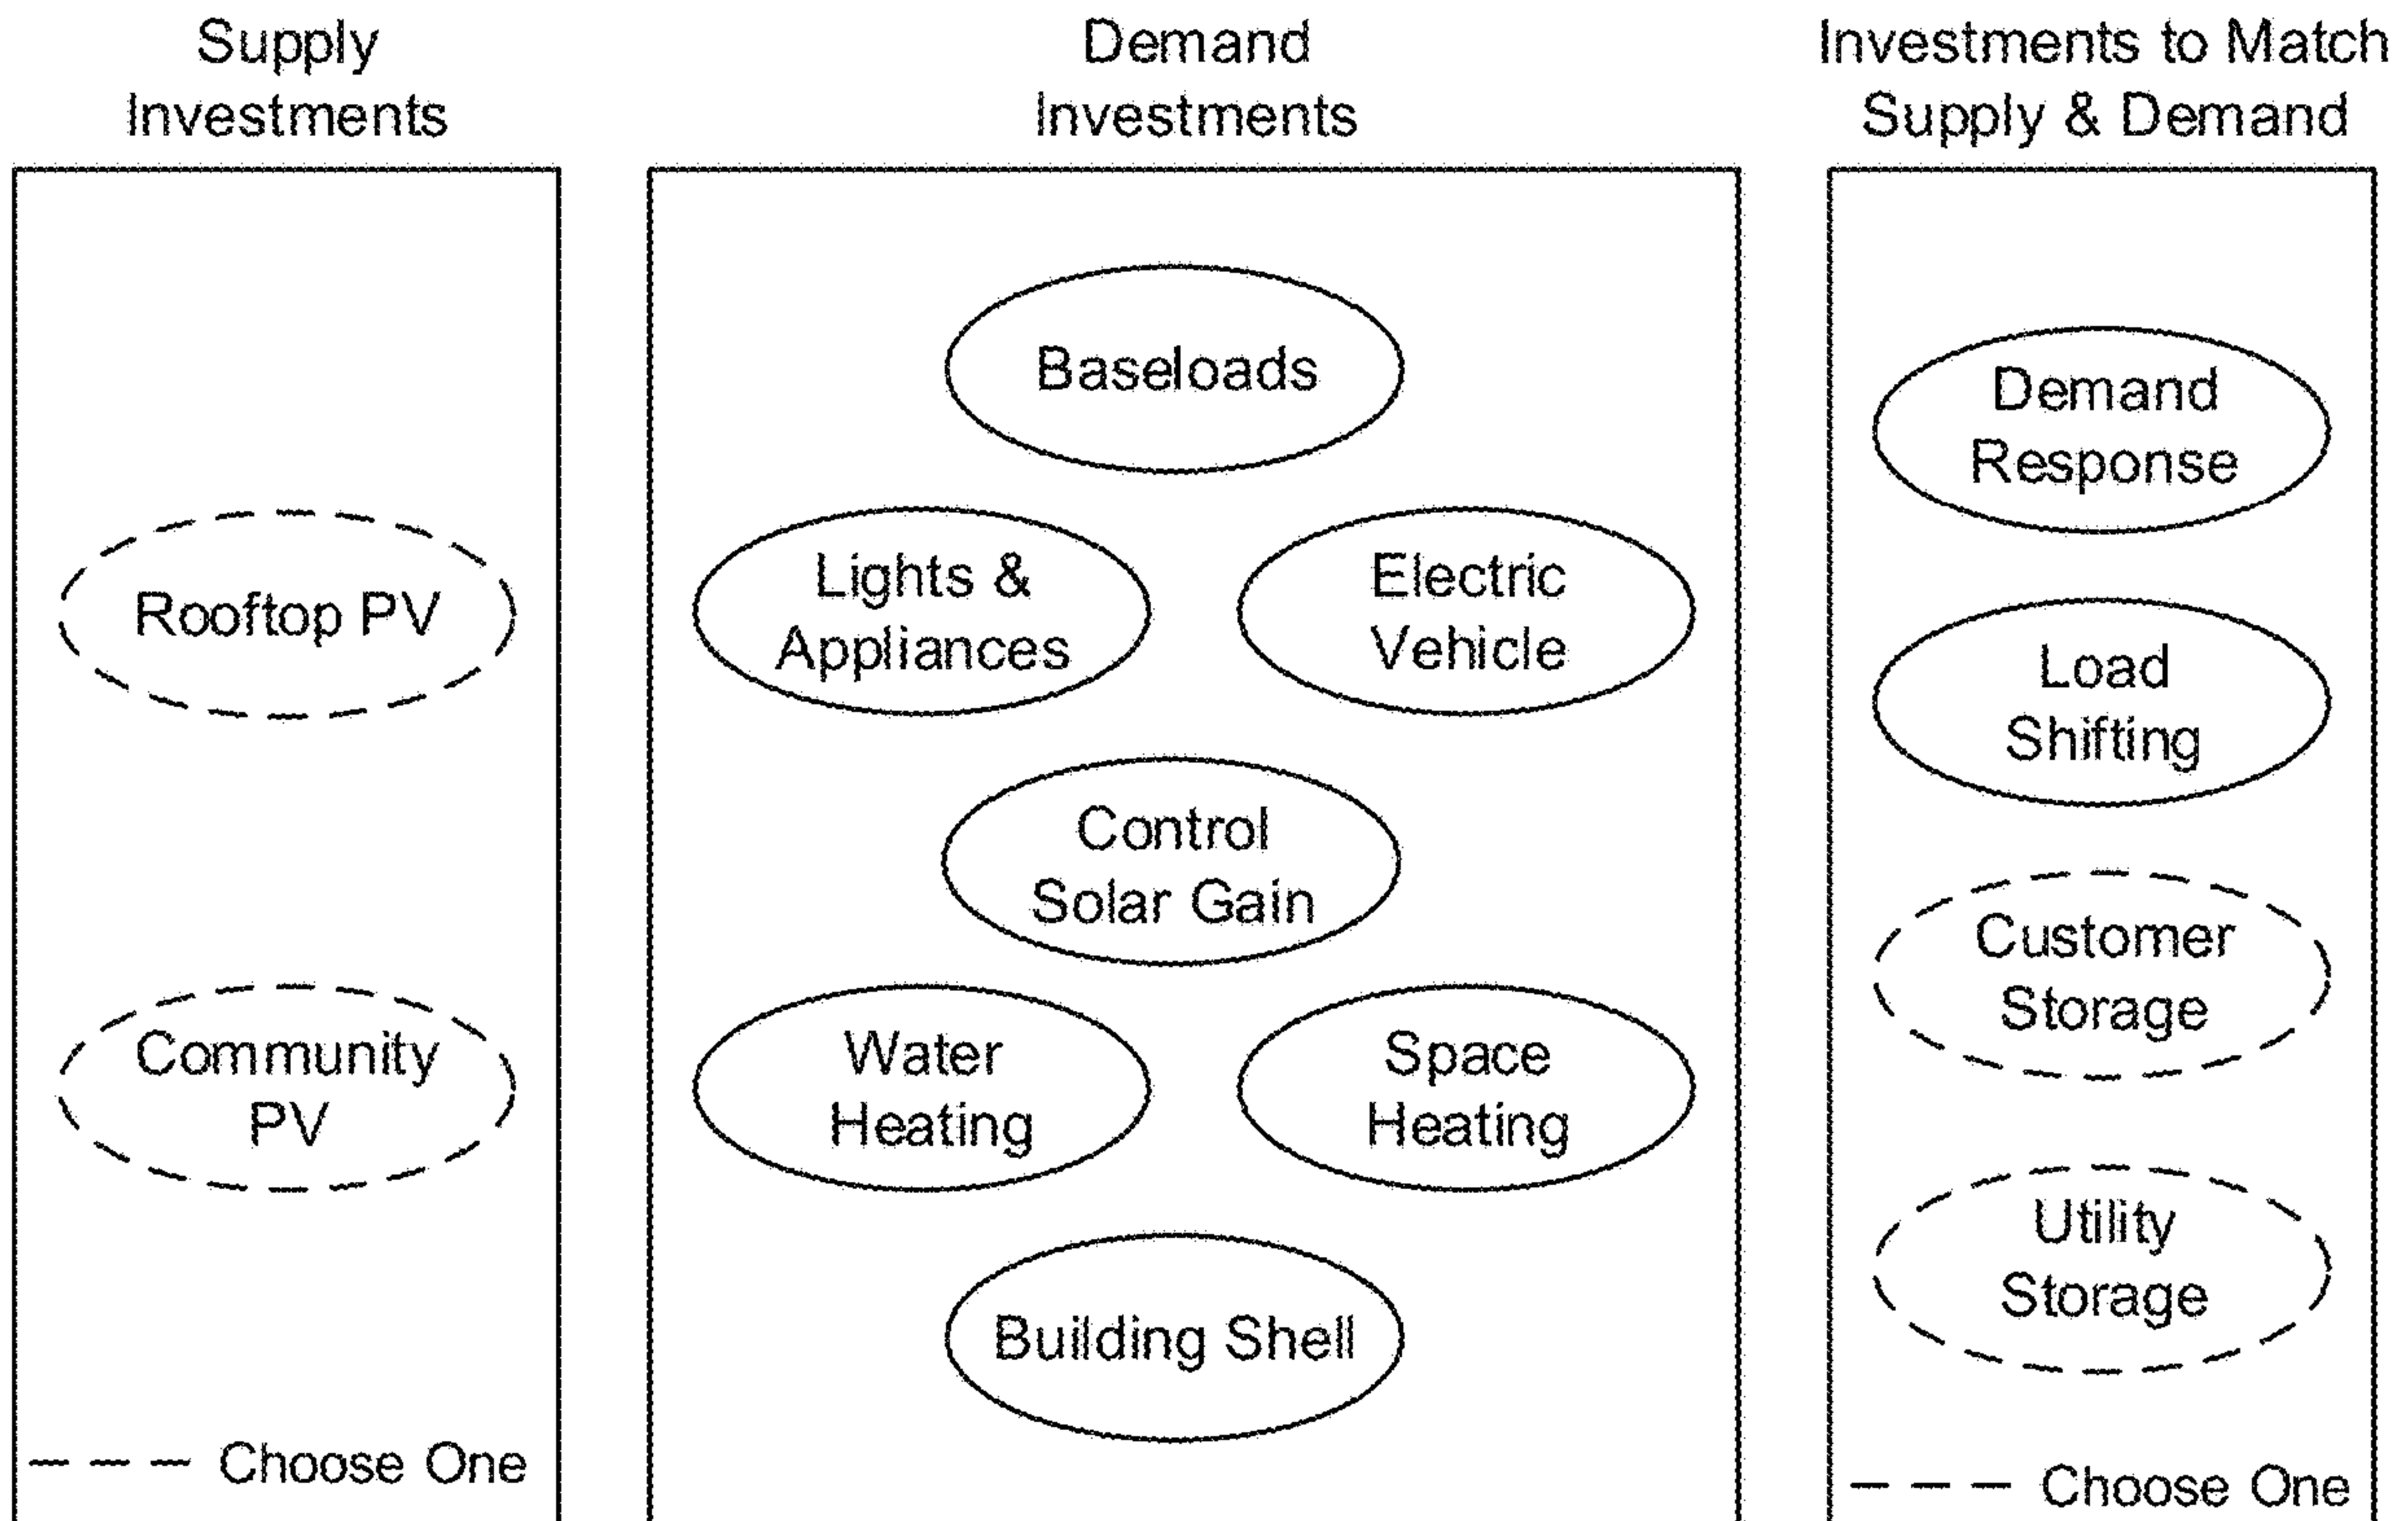 Supply
Investments
Rooftop PV
Community
PV
Choose One
Demand
Investments
Baseloads
Lights &
Appliances
Electric
Vehicle
Control
Solar Gain
Water
Heating
Space
Heating
Building Shell
Investments to Match
Supply & Demand
Demand
Response
Load
Shifting
Customer
Storage
Utility
Storage
Choose One